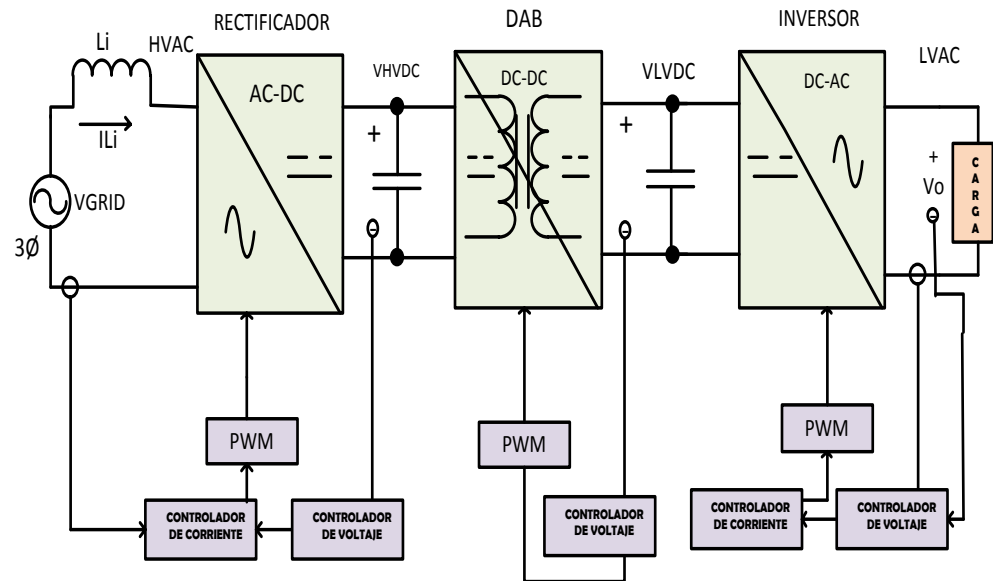 RECTIFICADOR
DAB
INVERSOR
Li
HVAC
VHVDC
VLVDC
LVAC
AC-DC
DC-DC
DC-AC
ILi
+
+
+
Vo
-
-
-
VGRID
3Ø
CARGA
PWM
PWM
PWM
CONTROLADOR
DE CORRIENTE
CONTROLADOR
DE VOLTAJE
CONTROLADOR
DE VOLTAJE
CONTROLADOR
DE CORRIENTE
CONTROLADOR
DE VOLTAJE